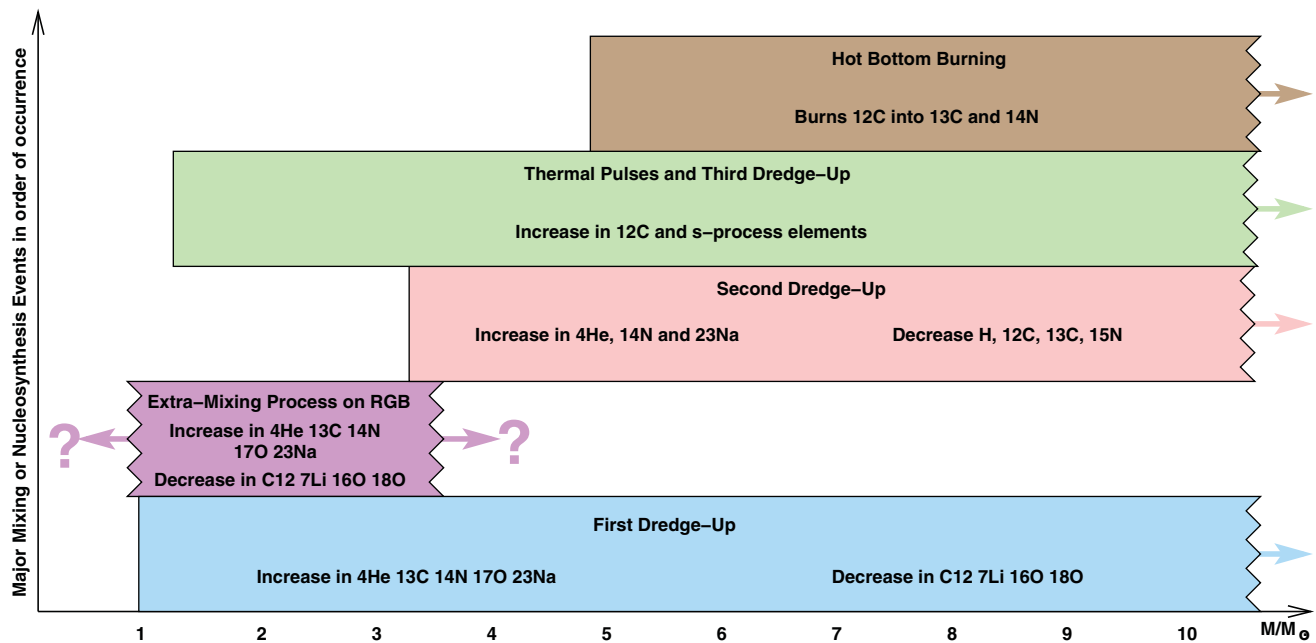 Major Mixing or Nucleosynthesis Events in order of occurrence
Hot Bottom Burning
Burns 12C into 13C and 14N
Thermal Pulses and Third Dredge–Up
Increase in 12C and s–process elements
Second Dredge–Up
Increase in 4He, 14N and 23Na
Decrease H, 12C, 13C, 15N
Extra–Mixing Process on RGB
Increase in 4He 13C 14N
17O 23Na
Decrease in C12 7Li 16O 18O
?
?
First Dredge–Up
Increase in 4He 13C 14N 17O 23Na
Decrease in C12 7Li 16O 18O
1 2 3 4 5 6 7 8 9 10 M/M⊙